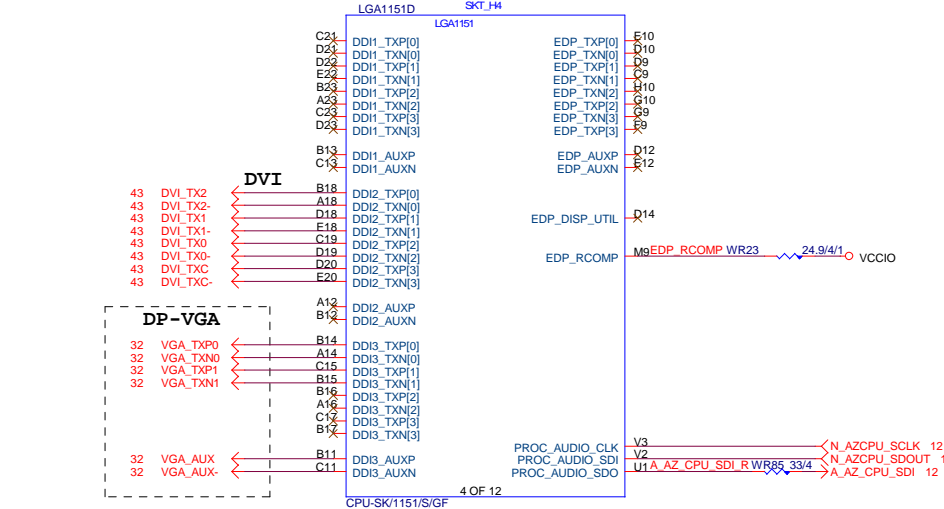 LGA1151D SKT_H4
LGA1151
C21 DDI1_TXP[0] EDP_TXP[0] E10
D21 DDI1_TXN[0] EDP_TXN[0] D10
D22 DDI1_TXP[1] EDP_TXP[1] D9
E22 DDI1_TXN[1] EDP_TXN[1] C9
B23 DDI1_TXP[2] EDP_TXN[2] H10
A23 DDI1_TXN[2] EDP_TXP[2] G10
C23 DDI1_TXP[3] EDP_TXN[3] G9
D23 DDI1_TXN[3] EDP_TXP[3] F9
B13 DDI1_AUXP EDP_AUXP D12
C13 DDI1_AUXN EDP_AUXN E12
DVI
43 DVI_TX2 B18 DDI2_TXP[0]
43 DVI_TX2- A18 DDI2_TXN[0]
43 DVI_TX1 D18 DDI2_TXP[1] EDP_DISP_UTIL D14
43 DVI_TX1- E18 DDI2_TXN[1]
43 DVI_TX0 C19 DDI2_TXP[2]
43 DVI_TX0- D19 DDI2_TXN[2] EDP_RCOMP M9 EDP_RCOMP WR23 24.9/4/1 VCCIO
43 DVI_TXC D20 DDI2_TXP[3]
43 DVI_TXC- E20 DDI2_TXN[3]
A12 DDI2_AUXP
B12 DDI2_AUXN
DP-VGA
32 VGA_TXP0 B14 DDI3_TXP[0]
32 VGA_TXN0 A14 DDI3_TXN[0]
32 VGA_TXP1 C15 DDI3_TXP[1]
32 VGA_TXN1 B15 DDI3_TXN[1]
B16 DDI3_TXP[2]
A16 DDI3_TXN[2]
C17 DDI3_TXP[3]
B17 DDI3_TXN[3]
PROC_AUDIO_CLK V3 N_AZCPU_SCLK 12
32 VGA_AUX B11 DDI3_AUXP PROC_AUDIO_SDI V2 N_AZCPU_SDOUT 1
32 VGA_AUX- C11 DDI3_AUXN PROC_AUDIO_SDO U1 A_AZ_CPU_SDI_R WR85 33/4 A_AZ_CPU_SDI 12
4 OF 12
CPU-SK/1151/S/GF